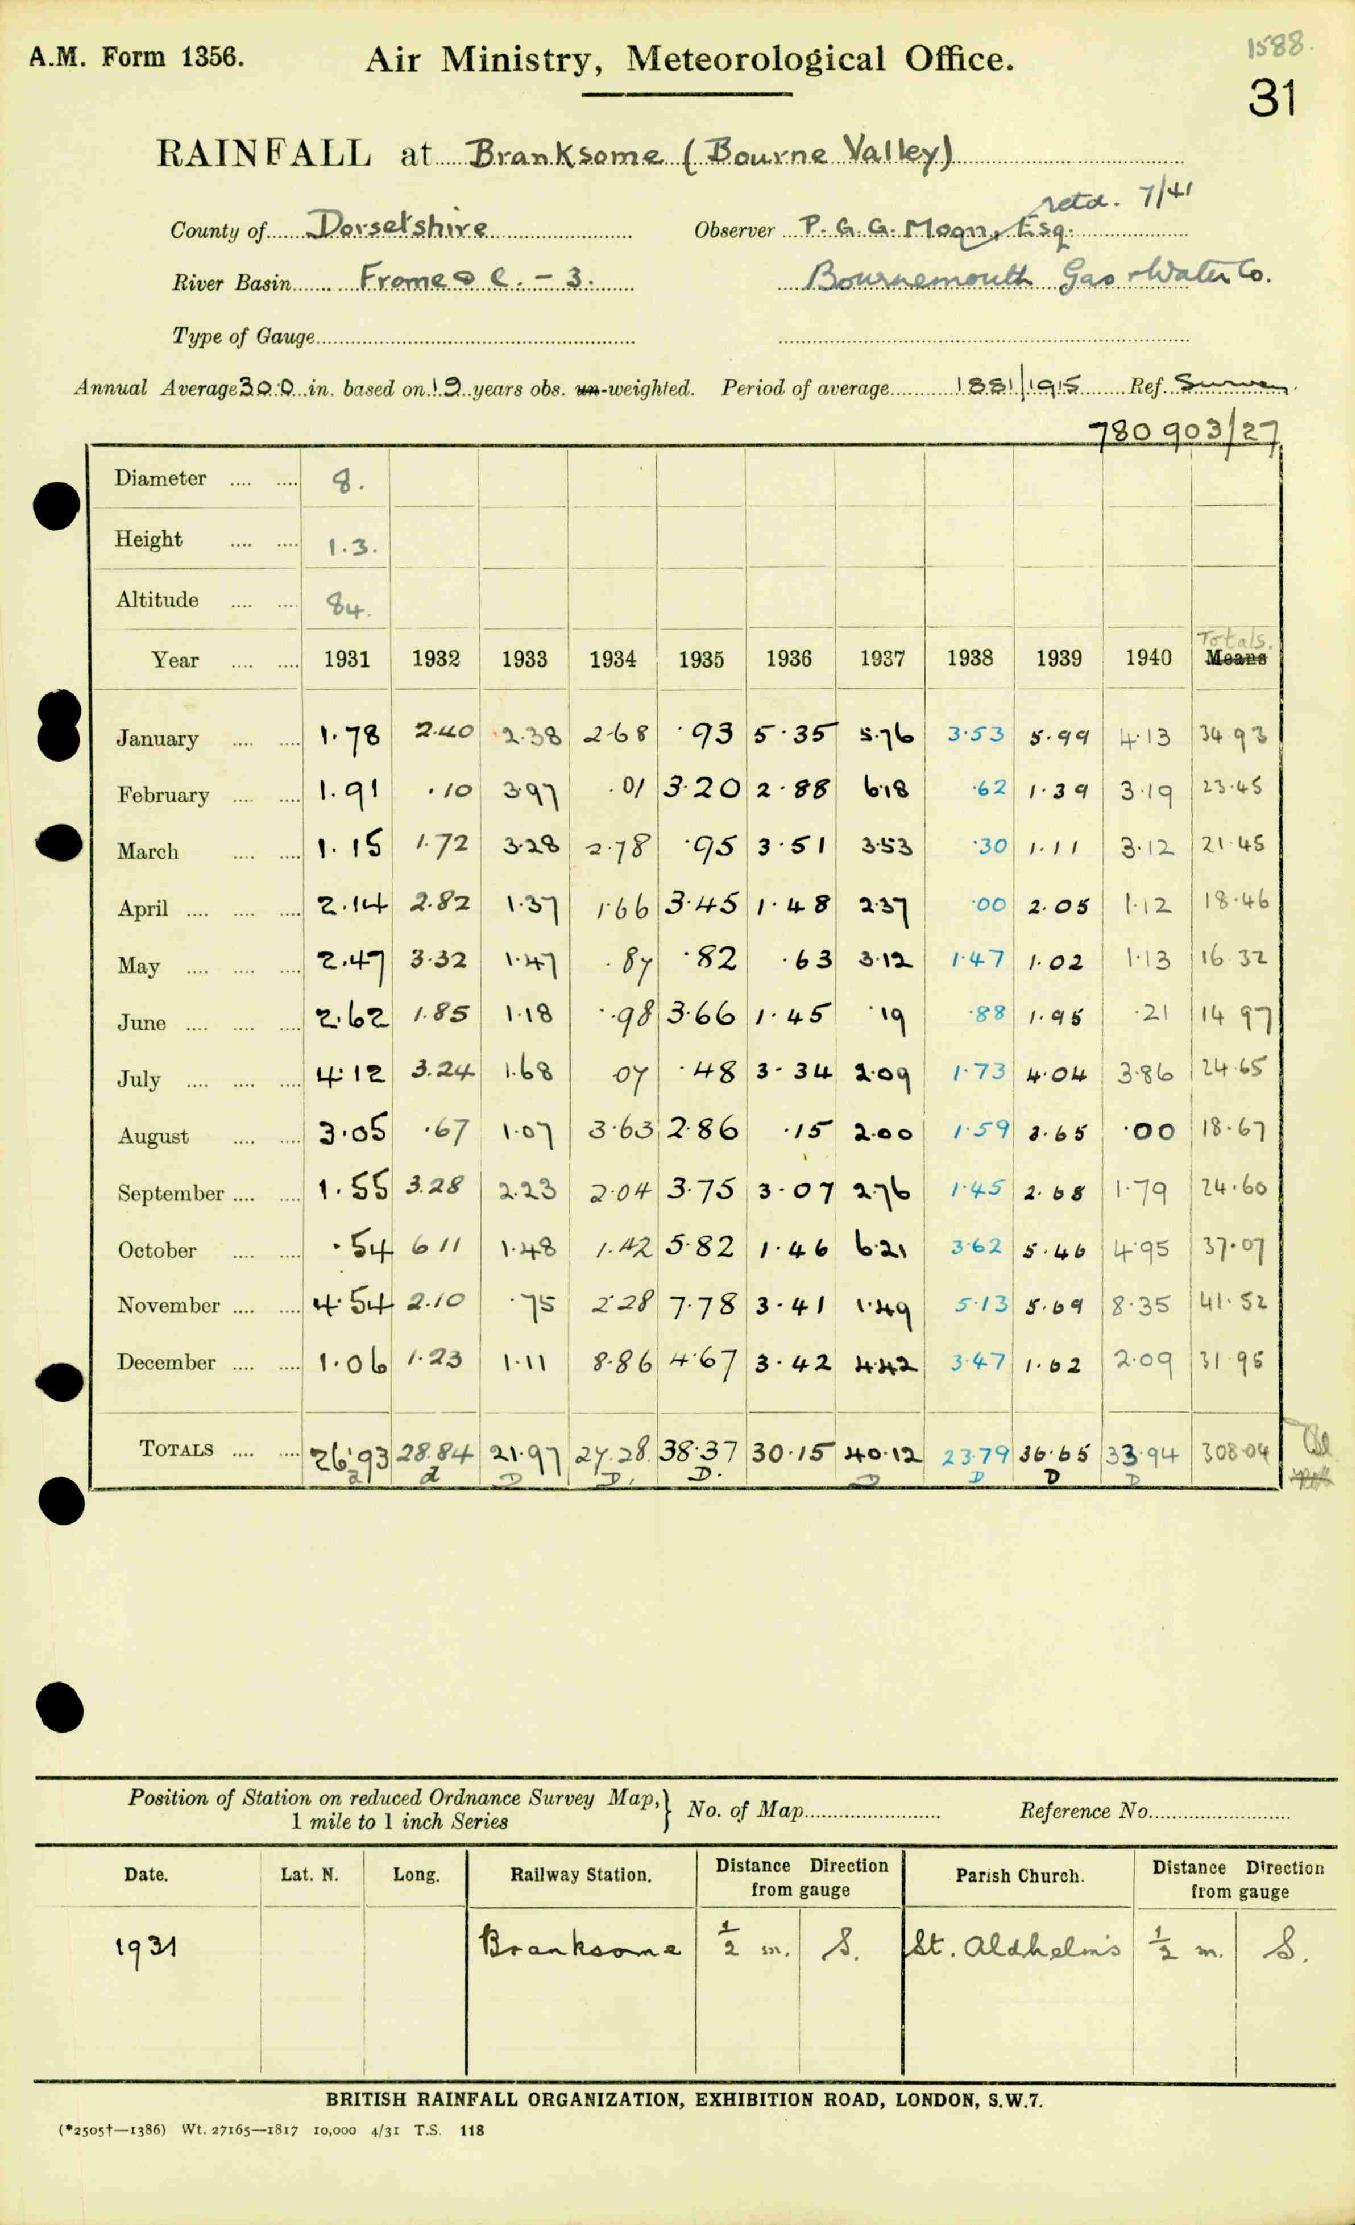 A.M. Form 1356.
Air Ministry, Meteorological Office.
1588.
31
RAINFALL at Branksome (Bourne Valley)
retd. 7/41
County of Dorsetshire Observer P. G. G. Moon, Esq.
River Basin Frome & C. – 3. Bournemouth Gas & Water Co.
Type of Gauge
Annual Average 30.0 in. based on 19 years obs. un-weighted. Period of average 1881/1915 Ref. Survey
780 903/27
Diameter 8.
Height 1.3.
Altitude 84.
Totals.
Year 1931 1932 1933 1934 1935 1936 1937 1938 1939 1940 Means
January 1.78 2.40 2.38 2.68 .93 5.35 5.76 3.53 5.99 4.13 34 93
February 1.91 .10 3.97 .01 3.20 2.88 6.18 .62 1.39 3.19 23.45
March 1.15 1.72 3.28 2.78 .95 3.51 3.53 .30 1.11 3.12 21.45
April 2.14 2.82 1.37 1.66 3.45 1.48 2.37 .00 2.05 1.12 18.46
May 2.47 3.32 1.47 .87 .82 .63 3.12 1.47 1.02 1.13 16 32
June 2.62 1.85 1.18 .98 3.66 1.45 .19 .88 1.95 .21 14 97
July 4.12 3.24 1.68 07 .48 3.34 2.09 1.73 4.04 3.86 24.65
August 3.05 .67 1.07 3.63 2.86 .15 2.00 1.59 3.65 .00 18.67
September 1.55 3.28 2.23 2.04 3.75 3.07 2.76 1.45 2.68 1.79 24.60
October .54 6 11 1.48 1.42 5.82 1.46 6.21 3.62 5.46 4.95 37.07
November 4.54 2.10 .75 2.28 7.78 3.41 1.49 5.13 5.69 8.35 41.52
December 1.06 1.23 1.11 8.86 4.67 3.42 4.42 3.47 1.62 2.09 31.95
TOTALS 26.93 28.84 21.97 27.28 38.37 30.15 40.12 23.79 36.65 33.94 308.04
d d D D. D. D D D D
Position of Station on reduced Ordnance Survey Map, 1 mile to 1 inch Series } No. of Map Reference No.
Date. Lat. N. Long. Railway Station. Distance Direction from gauge Parish Church. Distance Direction from gauge
1931 Branksome ½ m. S. St. Aldhelm's ½ m. S.
BRITISH RAINFALL ORGANIZATION, EXHIBITION ROAD, LONDON, S.W.7.
(*2505†—1386) Wt. 27165—1817 10,000 4/31 T.S. 118